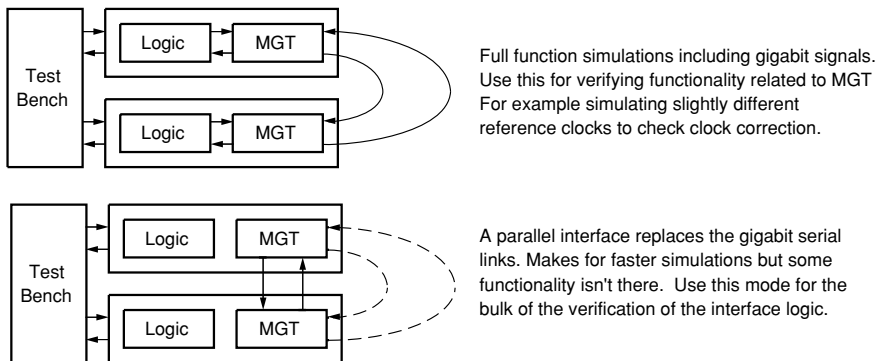 Test
Bench
Logic
MGT
Logic
MGT
Full function simulations including gigabit signals.
Use this for verifying functionality related to MGT
For example simulating slightly different
reference clocks to check clock correction.
Test
Bench
Logic
MGT
Logic
MGT
A parallel interface replaces the gigabit serial
links. Makes for faster simulations but some
functionality isn't there.  Use this mode for the
bulk of the verification of the interface logic.